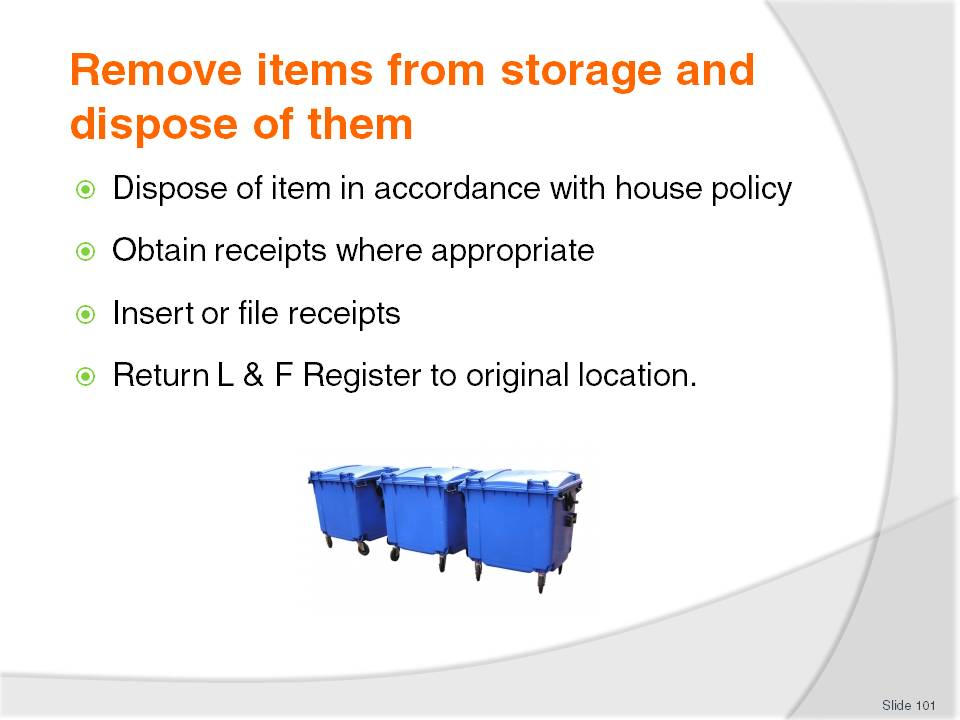 Remove items from storage and
dispose of them
Dispose of item in accordance with house policy
Obtain receipts where appropriate
Insert or file receipts
Return L & F Register to original location.
Slide 101